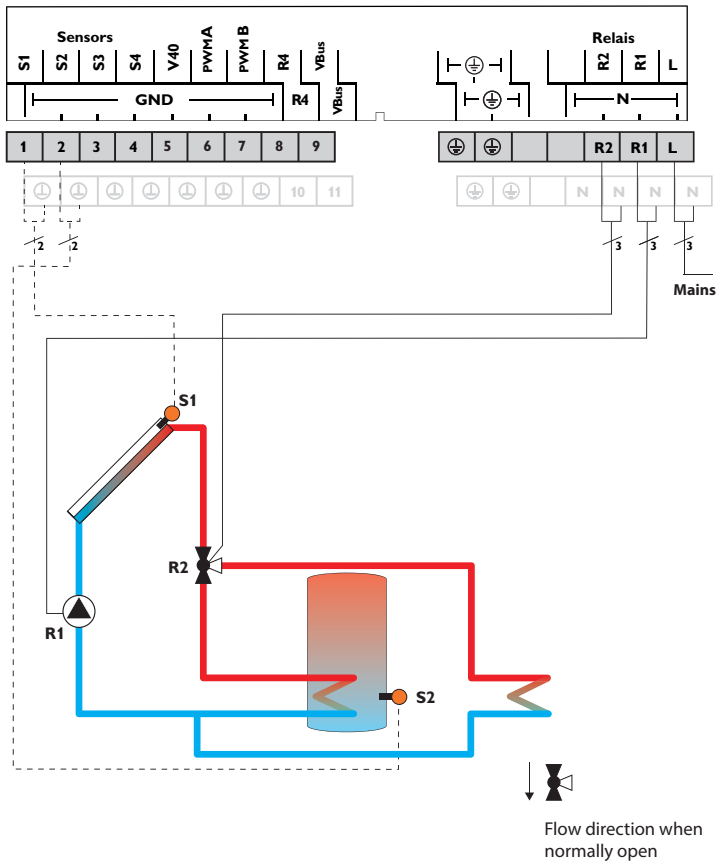 Sensors
Relais
S1 S2 S3 S4 V40 PWM A PWM B R4 VBus R2 R1 L
GND R4 VBus N
1 2 3 4 5 6 7 8 9 R2 R1 L
10 11 N N N N
2 2 3 3 3
Mains
S1
R2
R1
S2
Flow direction when
normally open